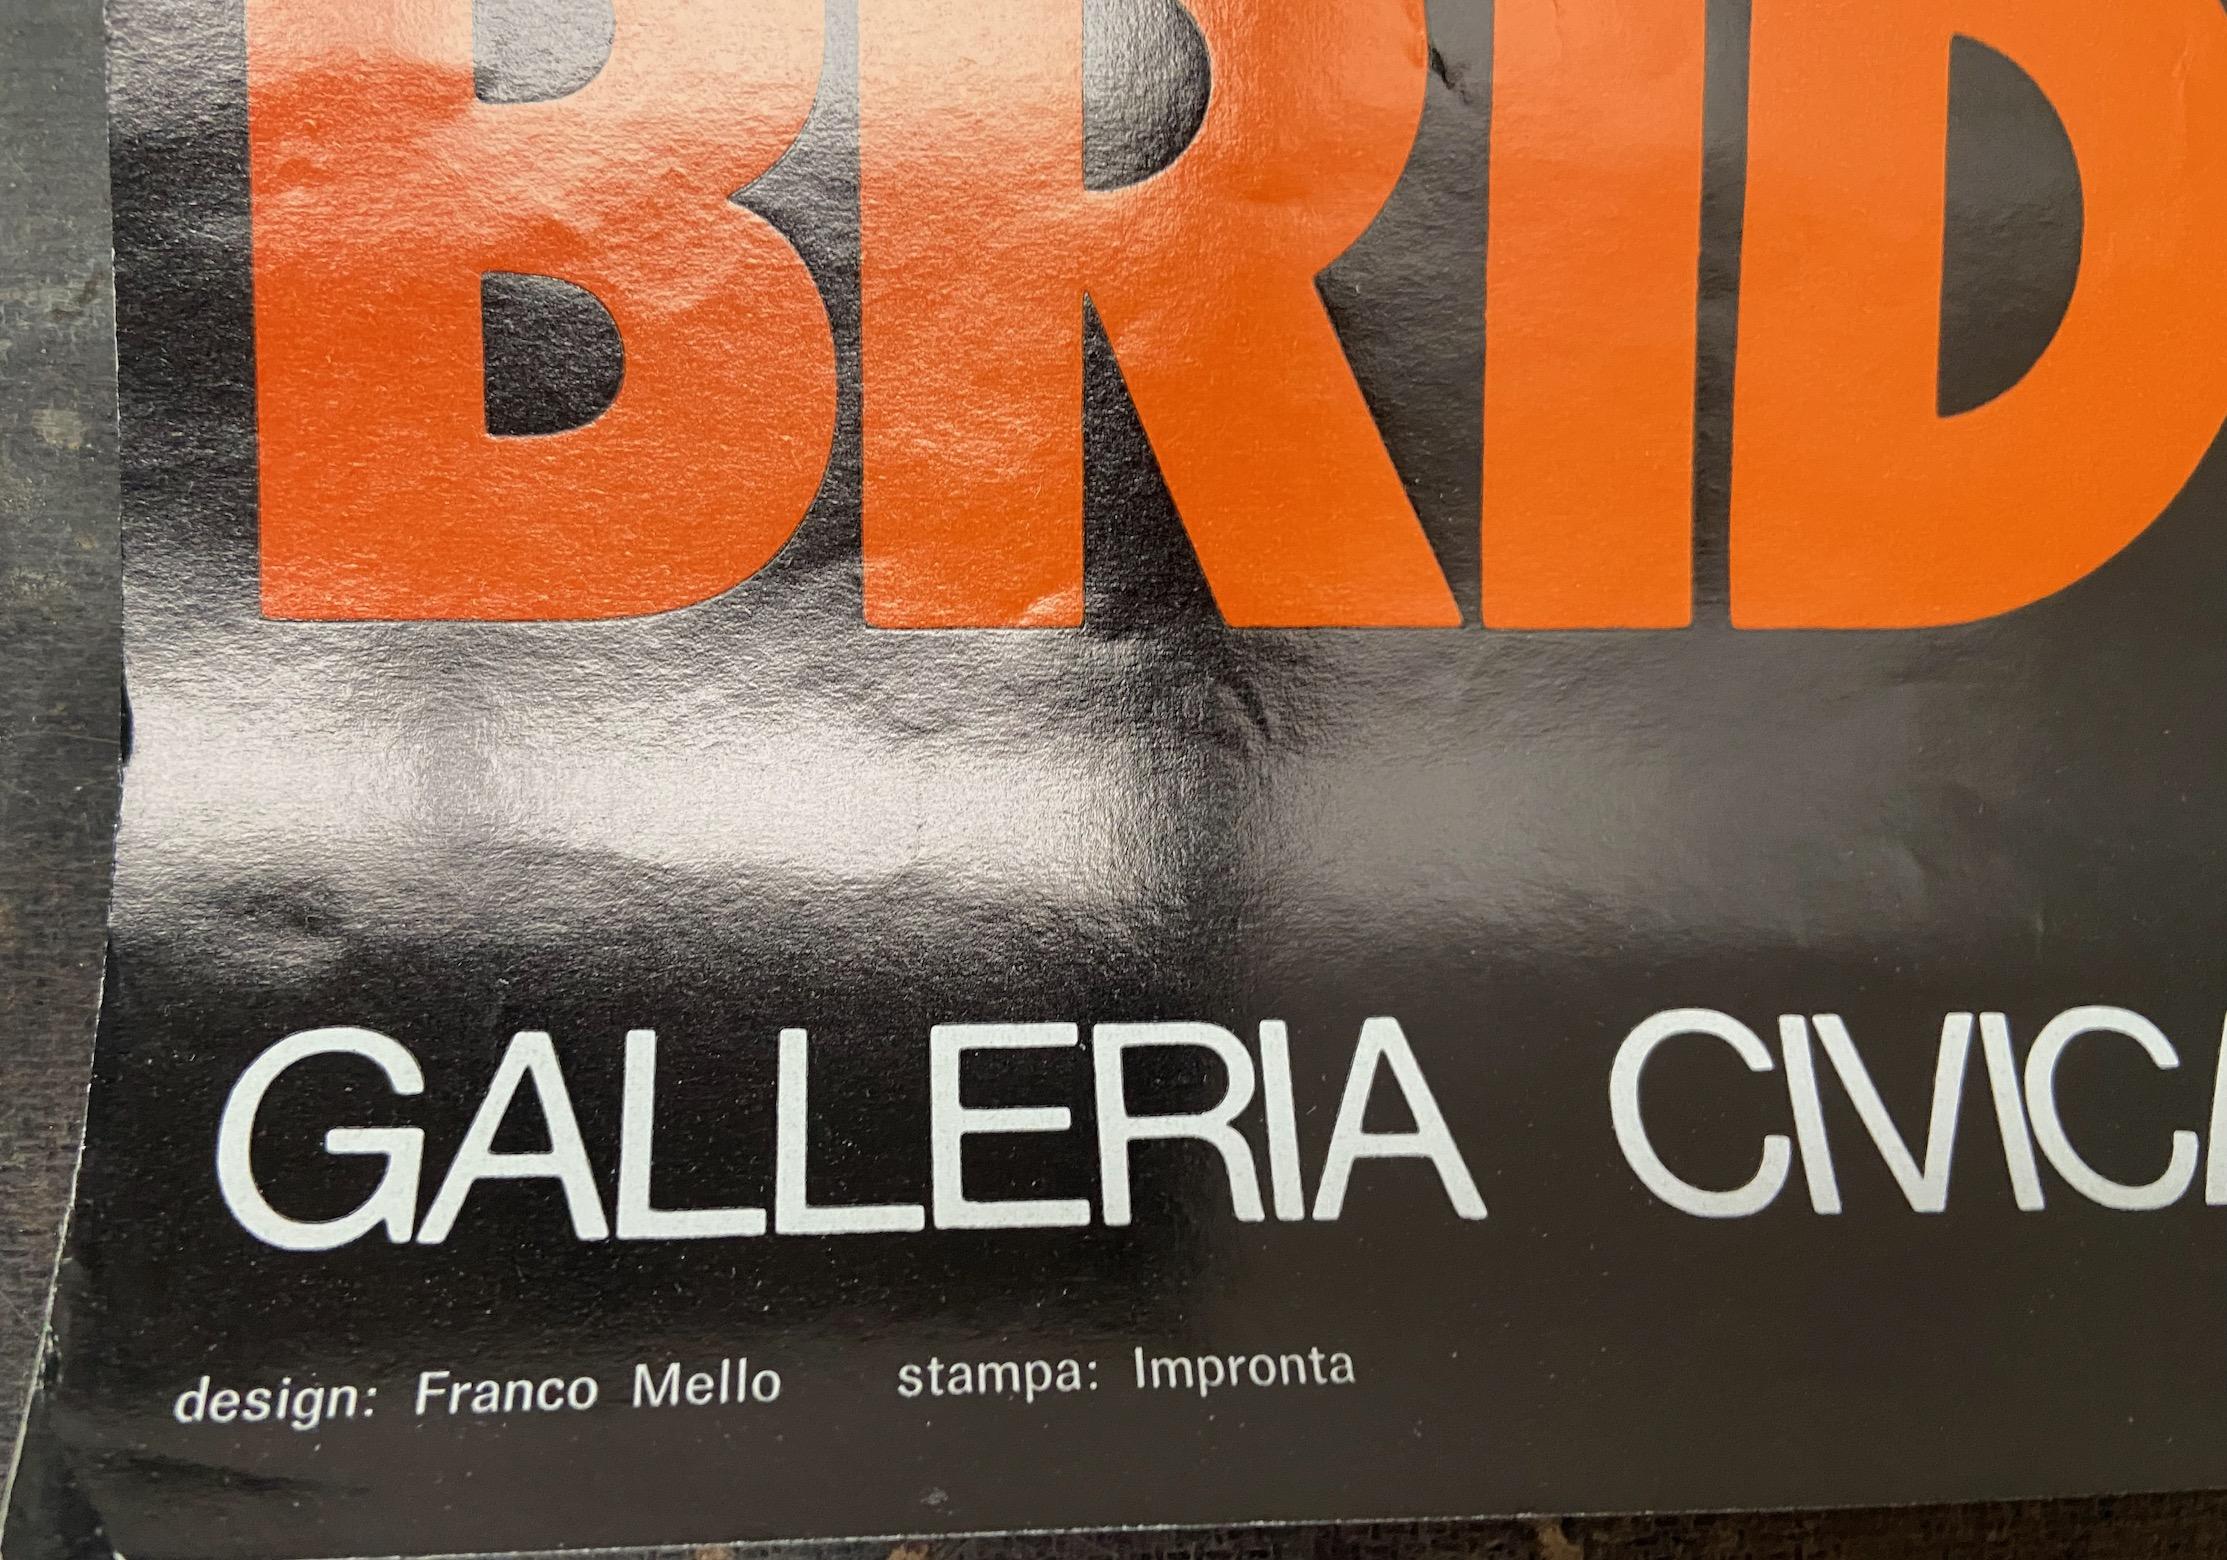 BRID
GALLERIA CIVICA
design: Franco Mello stampa: Impronta